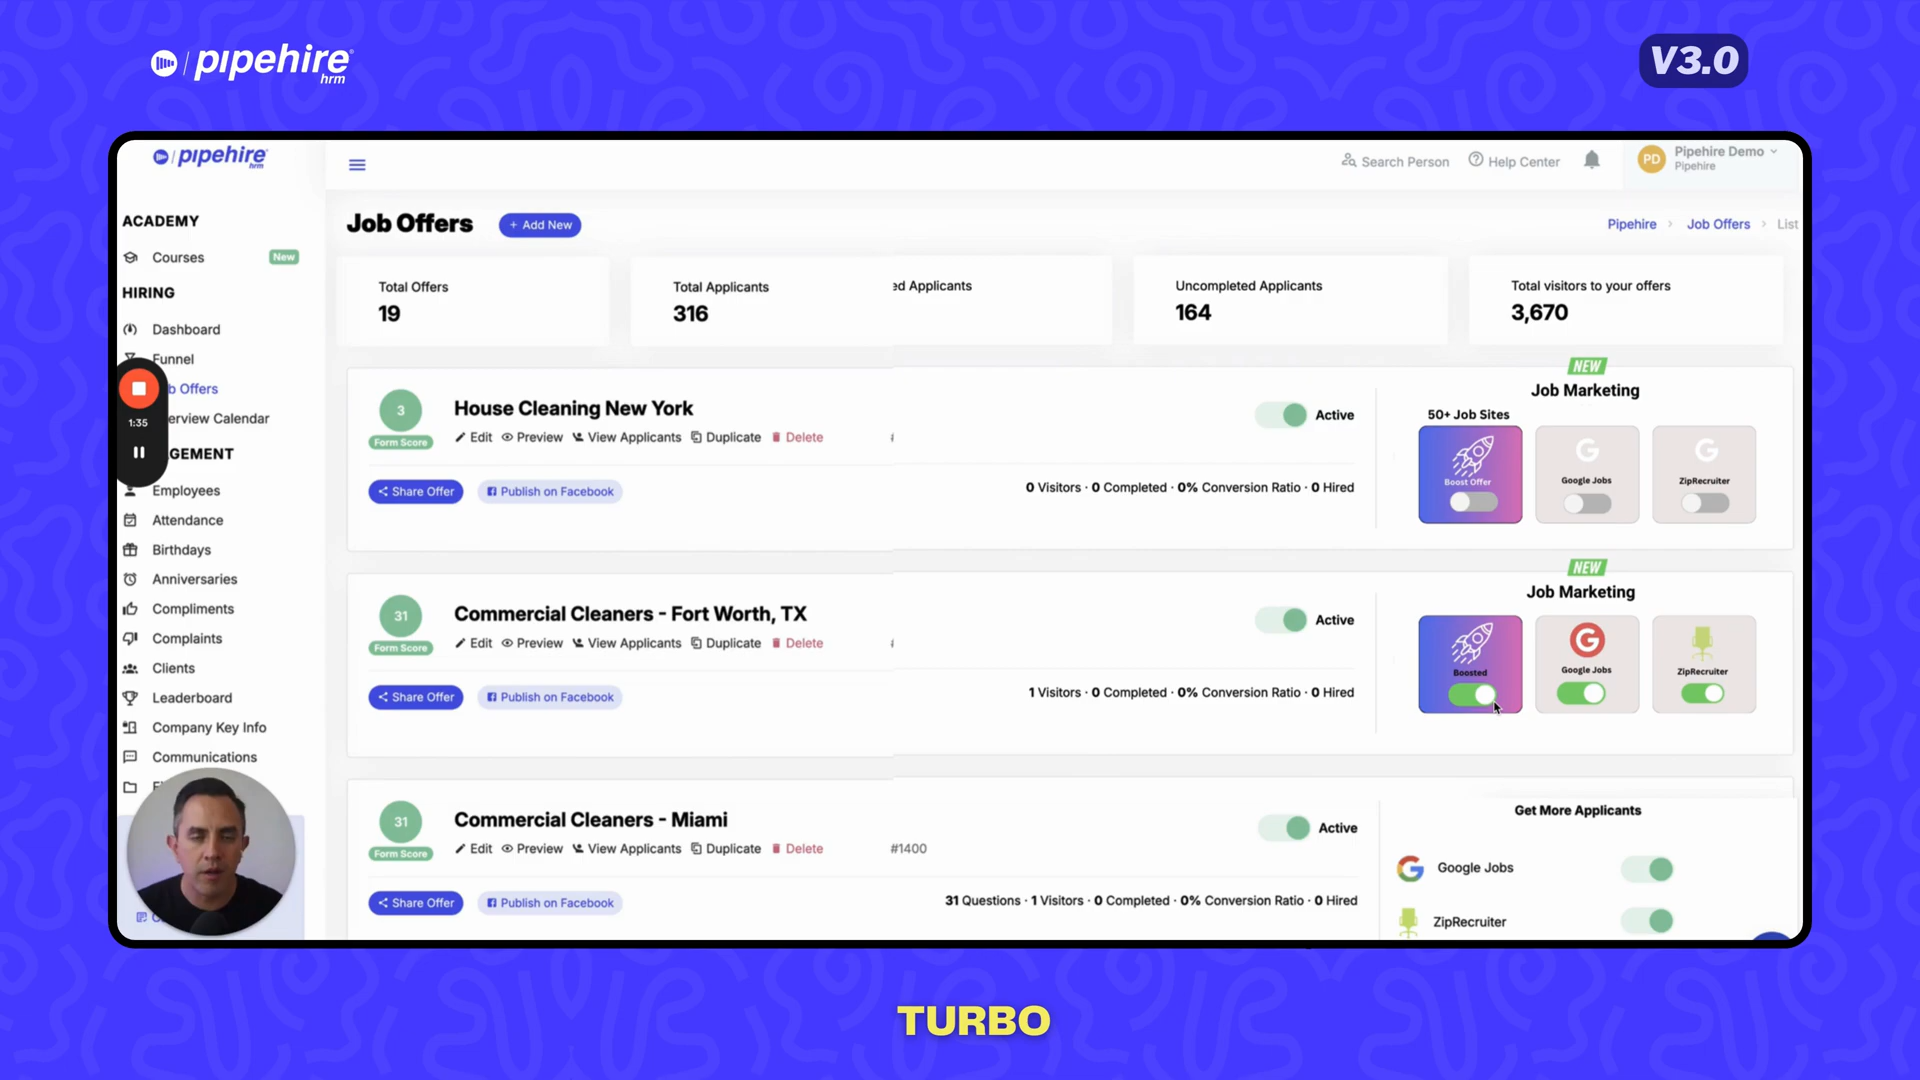 pipehire®
hrm
V3.0
pipehire®
hrm
Search Person
Help Center
PD
Pipehire Demo
Pipehire
ACADEMY
Courses
New
HIRING
Dashboard
Funnel
b Offers
erview Calendar
GEMENT
Employees
Attendance
Birthdays
Anniversaries
Compliments
Complaints
Clients
Leaderboard
Company Key Info
Communications
1:35
Job Offers
+ Add New
Pipehire > Job Offers > List
Total Offers
19
Total Applicants
316
ed Applicants
Uncompleted Applicants
164
Total visitors to your offers
3,670
3
Form Score
House Cleaning New York
Edit Preview View Applicants Duplicate Delete
Active
Share Offer
Publish on Facebook
0 Visitors · 0 Completed · 0% Conversion Ratio · 0 Hired
NEW
Job Marketing
50+ Job Sites
Boost Offer
G
Google Jobs
G
ZipRecruiter
31
Form Score
Commercial Cleaners - Fort Worth, TX
Edit Preview View Applicants Duplicate Delete
Active
Share Offer
Publish on Facebook
1 Visitors · 0 Completed · 0% Conversion Ratio · 0 Hired
NEW
Job Marketing
Boosted
G
Google Jobs
ZipRecruiter
31
Form Score
Commercial Cleaners - Miami
Edit Preview View Applicants Duplicate Delete
#1400
Active
Share Offer
Publish on Facebook
31 Questions · 1 Visitors · 0 Completed · 0% Conversion Ratio · 0 Hired
Get More Applicants
G
Google Jobs
ZipRecruiter
TURBO